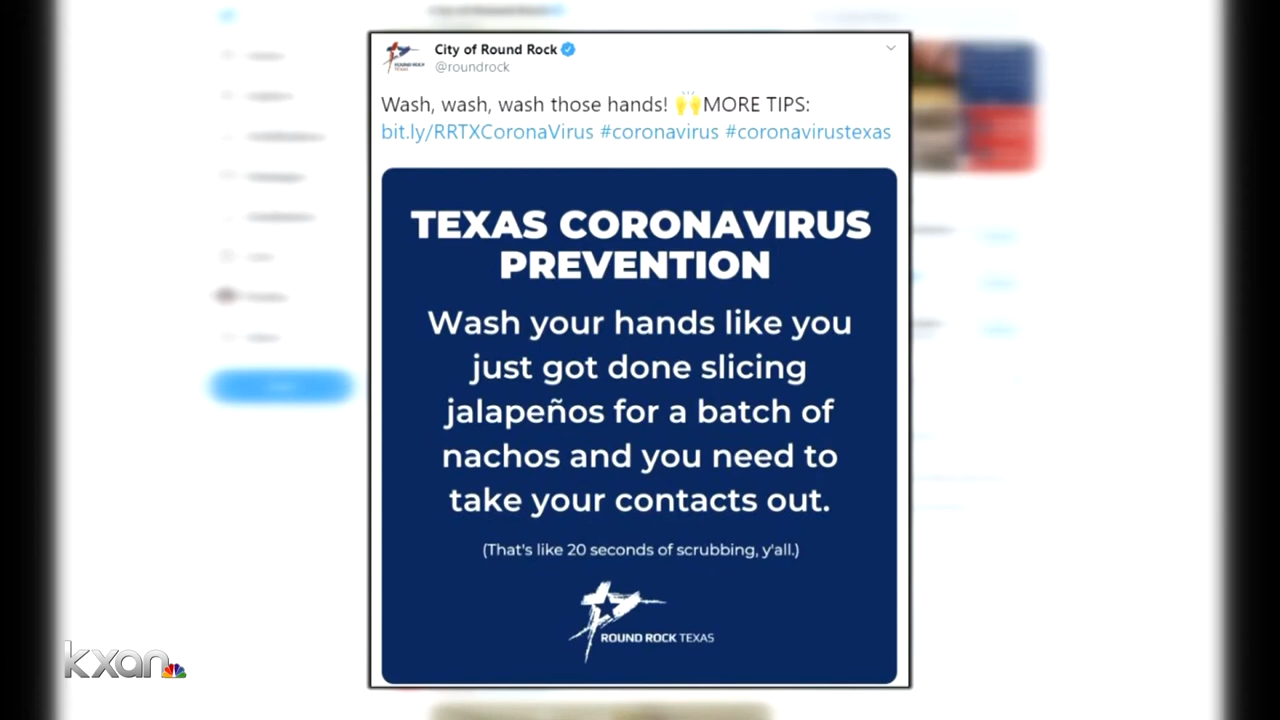 City of Round Rock
@roundrock
Wash, wash, wash those hands! 🙌MORE TIPS:
bit.ly/RRTXCoronaVirus #coronavirus #coronavirustexas
TEXAS CORONAVIRUS
PREVENTION
Wash your hands like you
just got done slicing
jalapeños for a batch of
nachos and you need to
take your contacts out.
(That's like 20 seconds of scrubbing, y'all.)
ROUND ROCK TEXAS
kxan